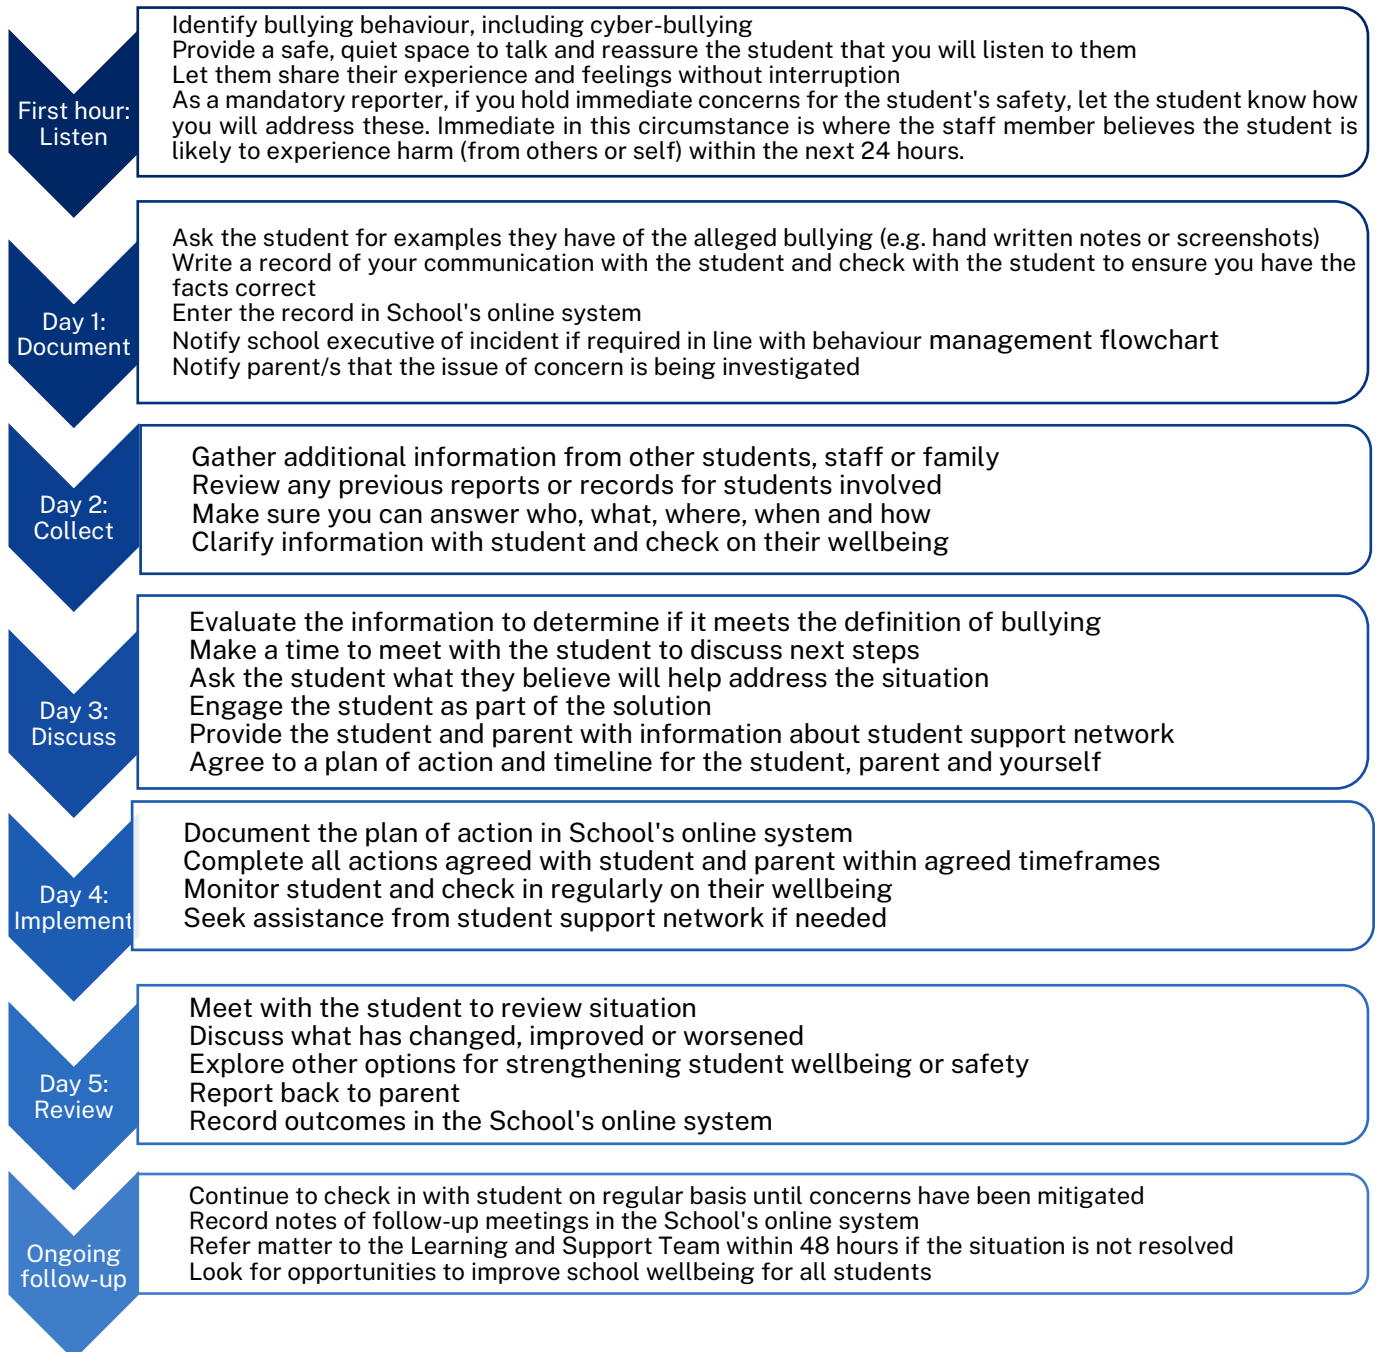 First hour:
Listen
Identify bullying behaviour, including cyber-bullying
Provide a safe, quiet space to talk and reassure the student that you will listen to them
Let them share their experience and feelings without interruption
As a mandatory reporter, if you hold immediate concerns for the student's safety, let the student know how
you will address these. Immediate in this circumstance is where the staff member believes the student is
likely to experience harm (from others or self) within the next 24 hours.
Day 1:
Document
Ask the student for examples they have of the alleged bullying (e.g. hand written notes or screenshots)
Write a record of your communication with the student and check with the student to ensure you have the
facts correct
Enter the record in School's online system
Notify school executive of incident if required in line with behaviour management flowchart
Notify parent/s that the issue of concern is being investigated
Day 2:
Collect
Gather additional information from other students, staff or family
Review any previous reports or records for students involved
Make sure you can answer who, what, where, when and how
Clarify information with student and check on their wellbeing
Day 3:
Discuss
Evaluate the information to determine if it meets the definition of bullying
Make a time to meet with the student to discuss next steps
Ask the student what they believe will help address the situation
Engage the student as part of the solution
Provide the student and parent with information about student support network
Agree to a plan of action and timeline for the student, parent and yourself
Day 4:
Implement
Document the plan of action in School's online system
Complete all actions agreed with student and parent within agreed timeframes
Monitor student and check in regularly on their wellbeing
Seek assistance from student support network if needed
Day 5:
Review
Meet with the student to review situation
Discuss what has changed, improved or worsened
Explore other options for strengthening student wellbeing or safety
Report back to parent
Record outcomes in the School's online system
Ongoing
follow-up
Continue to check in with student on regular basis until concerns have been mitigated
Record notes of follow-up meetings in the School's online system
Refer matter to the Learning and Support Team within 48 hours if the situation is not resolved
Look for opportunities to improve school wellbeing for all students